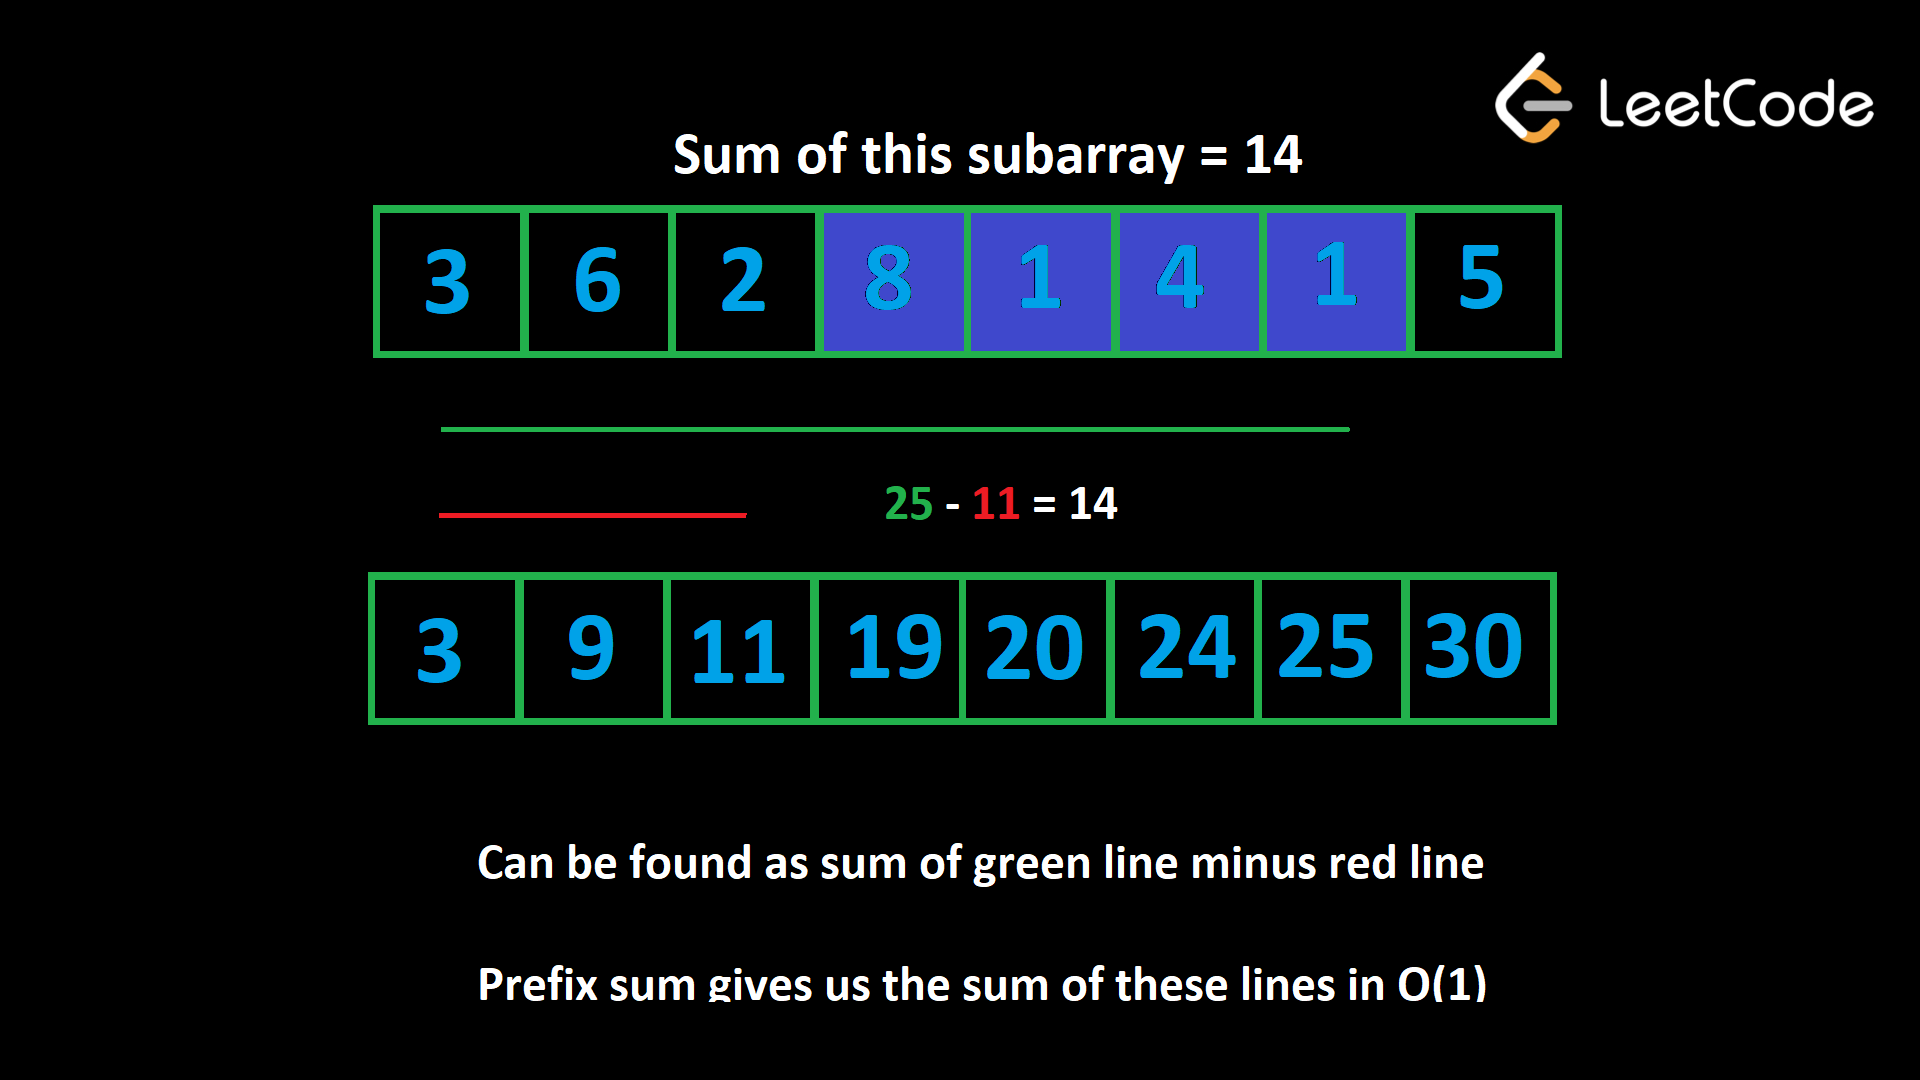 LeetCode
Sum of this subarray = 14
3 6 2 8 1 4 1 5
25 - 11 = 14
3 9 11 19 20 24 25 30
Can be found as sum of green line minus red line
Prefix sum gives us the sum of these lines in O(1)